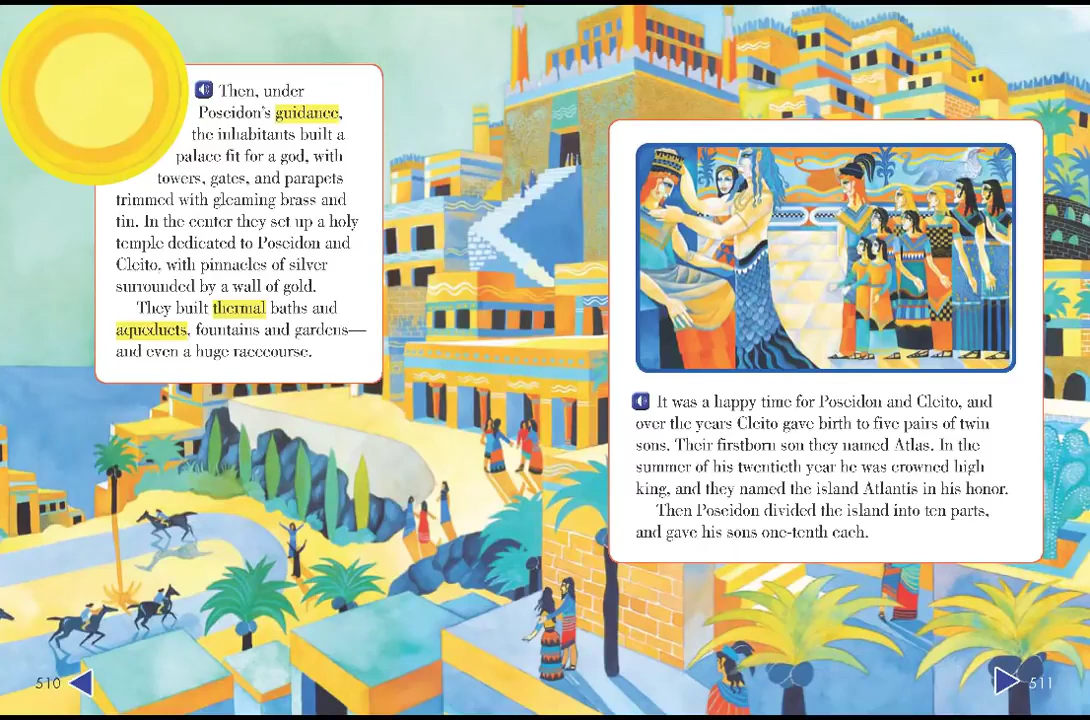 Then, under
Poseidon's guidance,
the inhabitants built a
palace fit for a god, with
towers, gates, and parapets
trimmed with gleaming brass and
tin. In the center they set up a holy
temple dedicated to Poseidon and
Cleito, with pinnacles of silver
surrounded by a wall of gold.
They built thermal baths and
aqueducts, fountains and gardens—
and even a huge racecourse.
It was a happy time for Poseidon and Cleito, and
over the years Cleito gave birth to five pairs of twin
sons. Their firstborn son they named Atlas. In the
summer of his twentieth year he was crowned high
king, and they named the island Atlantis in his honor.
Then Poseidon divided the island into ten parts,
and gave his sons one-tenth each.
510
511